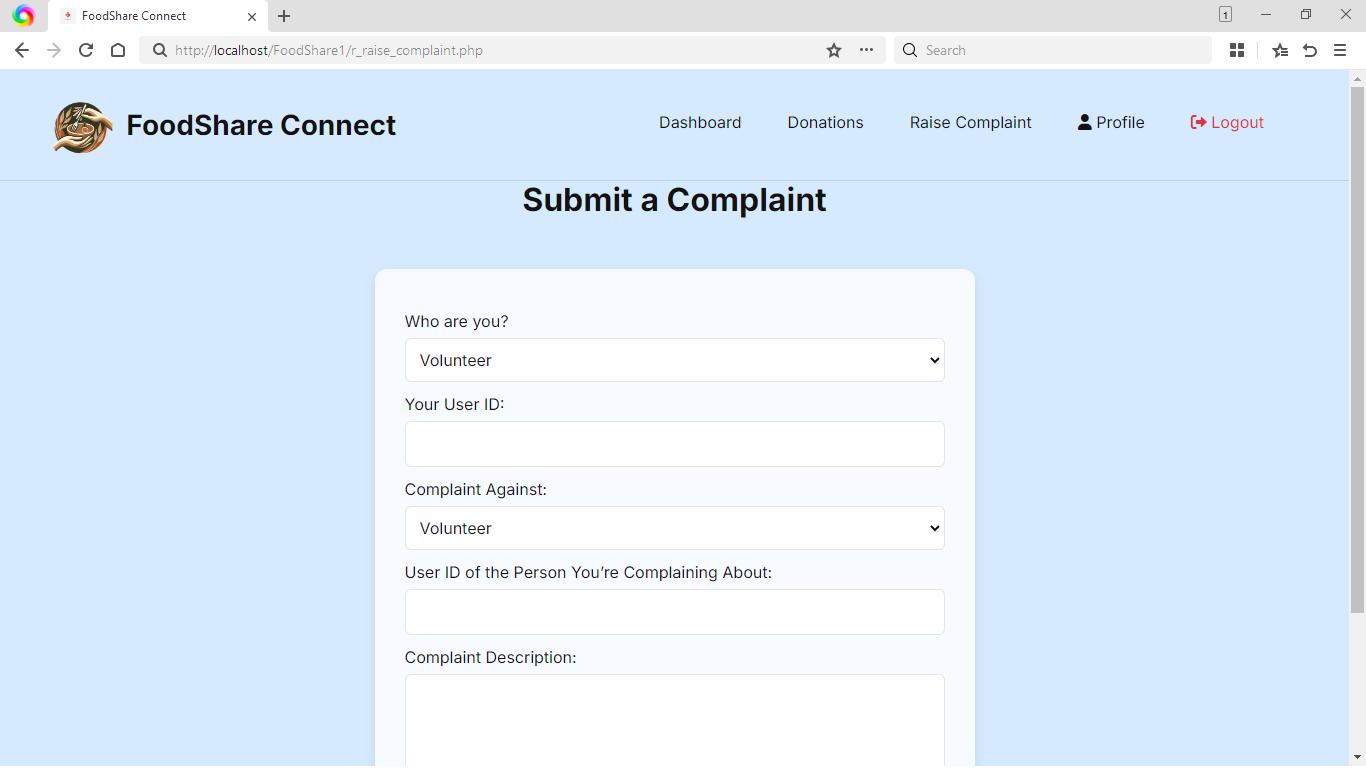 FoodShare Connect
1
http://localhost/FoodShare1/r_raise_complaint.php
Search
FoodShare Connect
Dashboard
Donations
Raise Complaint
Profile
Logout
Submit a Complaint
Who are you?
Volunteer
Your User ID:
Complaint Against:
Volunteer
User ID of the Person You’re Complaining About:
Complaint Description: